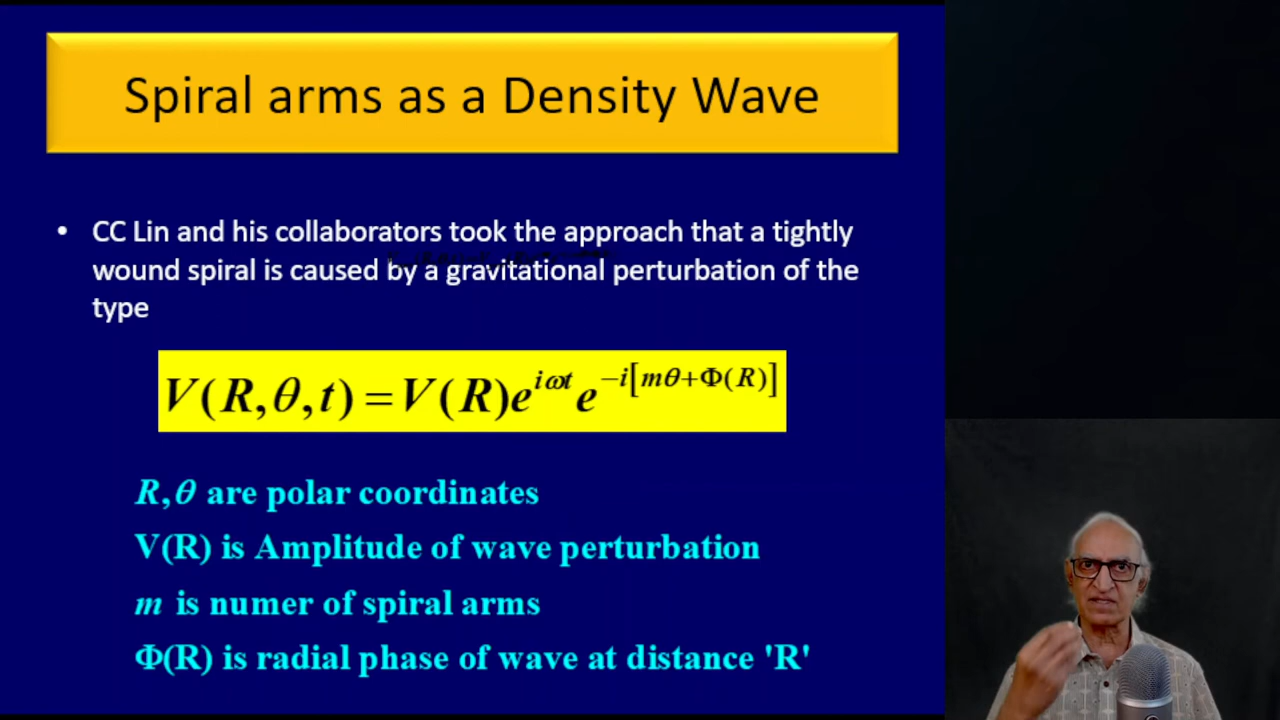 Spiral arms as a Density Wave
• CC Lin and his collaborators took the approach that a tightly
wound spiral is caused by a gravitational perturbation of the
type
V(R,θ,t) = V(R)e^{iωt} e^{−i[mθ+Φ(R)]}
R,θ are polar coordinates
V(R) is Amplitude of wave perturbation
m is numer of spiral arms
Φ(R) is radial phase of wave at distance 'R'